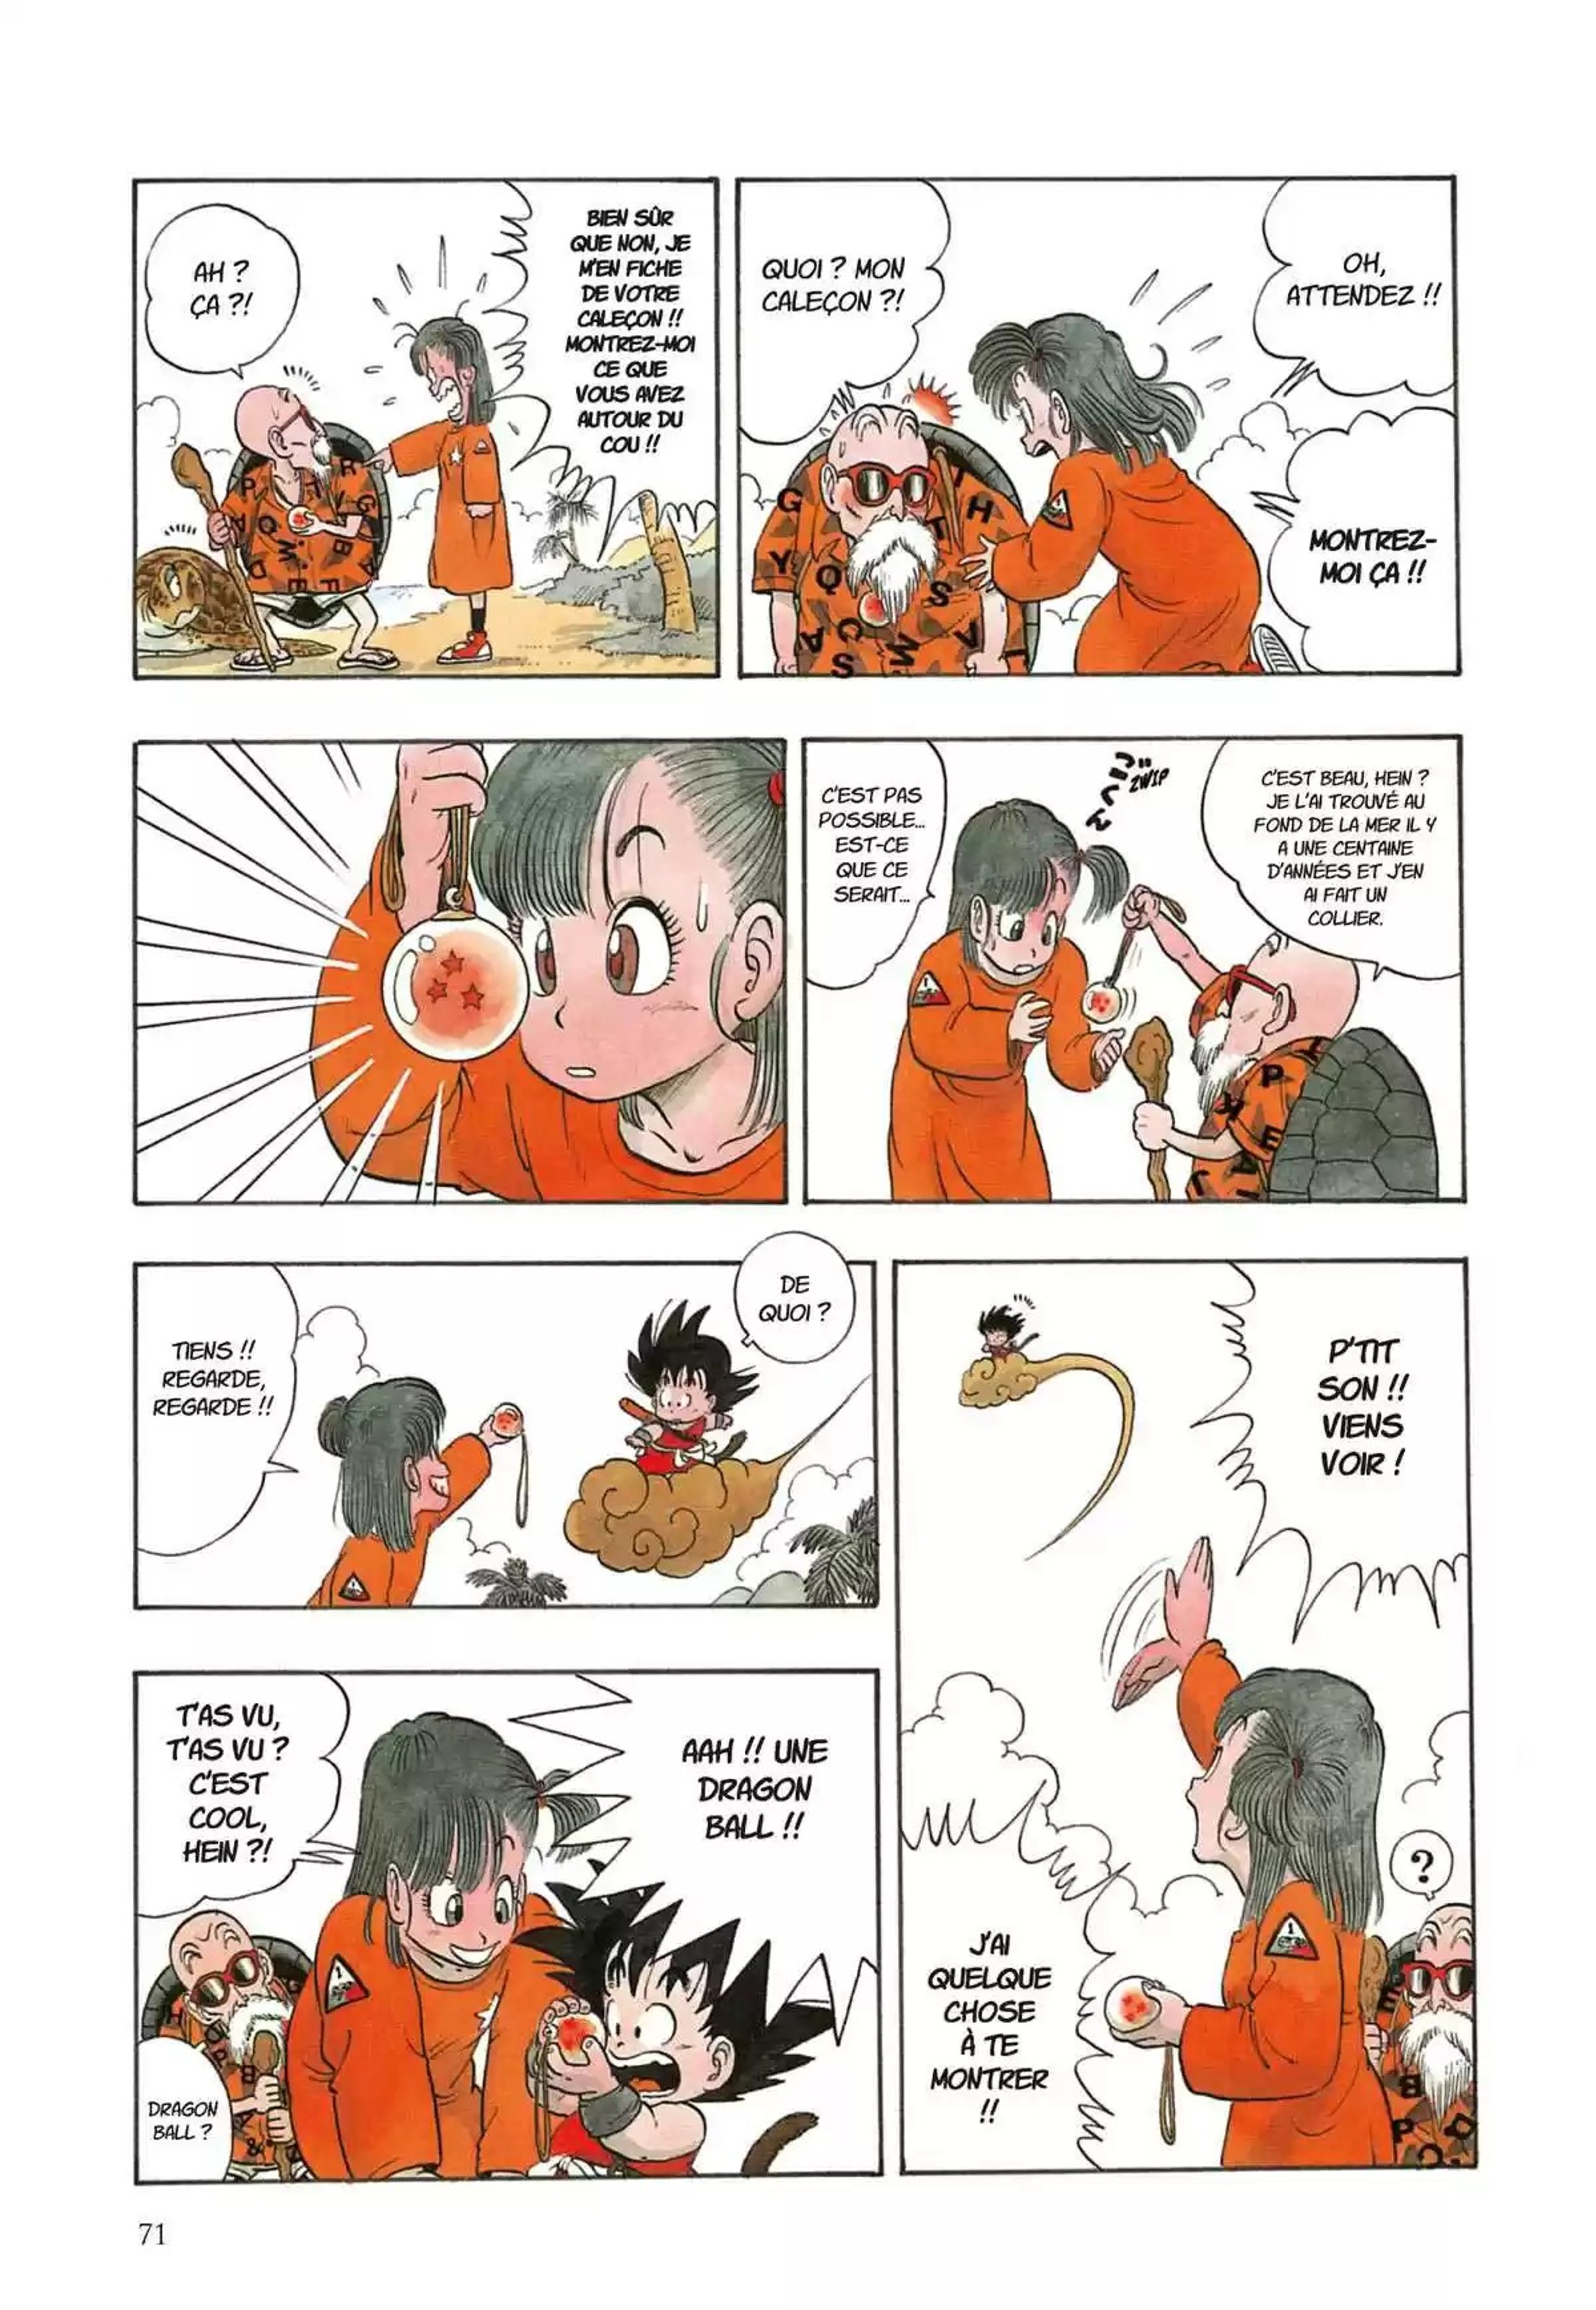 OH,
ATTENDEZ !!
MONTREZ-
MOI ÇA !!
QUOI ? MON
CALEÇON ?!
BIEN SÛR
QUE NON, JE
M'EN FICHE
DE VOTRE
CALEÇON !!
MONTREZ-MOI
CE QUE
VOUS AVEZ
AUTOUR DU
COU !!
AH ?
ÇA ?!
C'EST BEAU, HEIN ?
JE L'AI TROUVÉ AU
FOND DE LA MER IL Y
A UNE CENTAINE
D'ANNÉES ET J'EN
AI FAIT UN
COLLIER.
ZWIP
C'EST PAS
POSSIBLE...
EST-CE
QUE CE
SERAIT...
P'TIT
SON !!
VIENS
VOIR !
J'AI
QUELQUE
CHOSE
À TE
MONTRER
!!
?
DE
QUOI ?
TIENS !!
REGARDE,
REGARDE !!
AAH !! UNE
DRAGON
BALL !!
T'AS VU,
T'AS VU ?
C'EST
COOL,
HEIN ?!
DRAGON
BALL ?
71